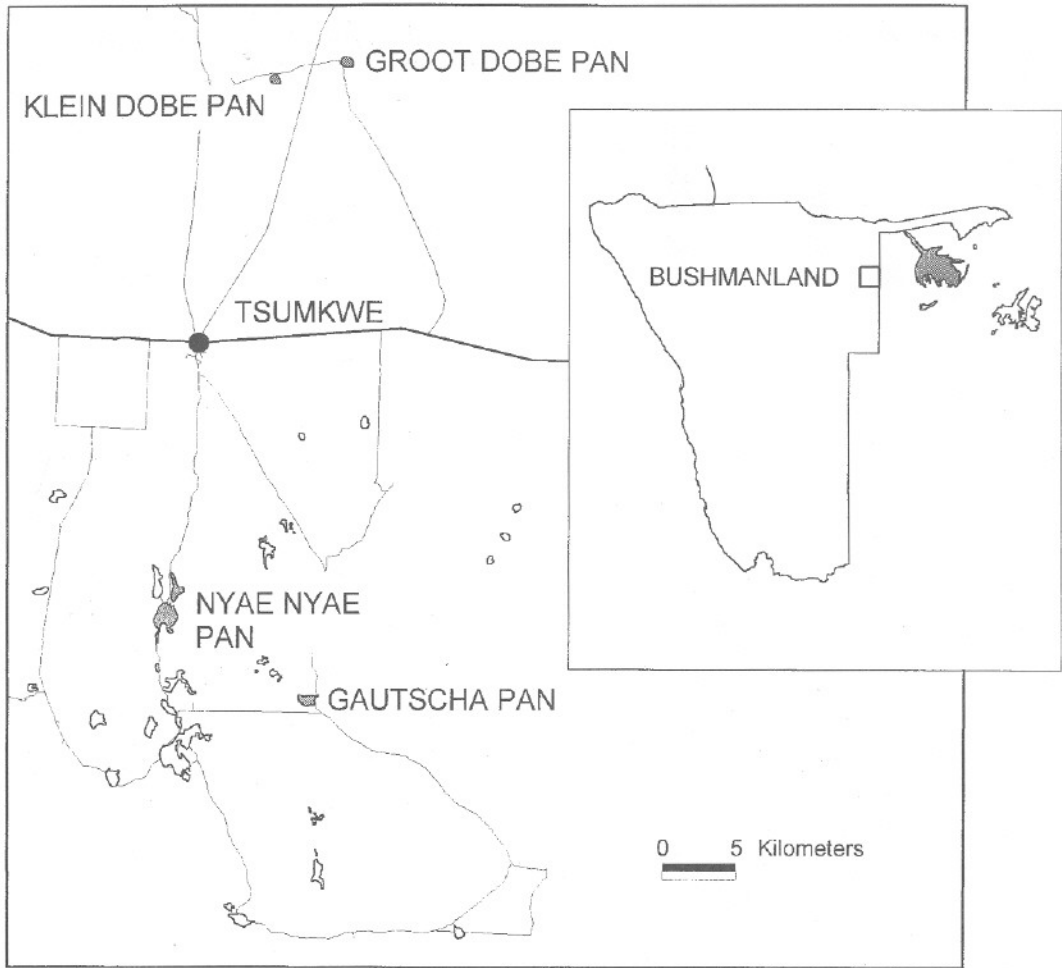 GROOT DOBE PAN
KLEIN DOBE PAN
TSUMKWE
BUSHMANLAND
NYAE NYAE
PAN
GAUTSCHA PAN
0 5 Kilometers